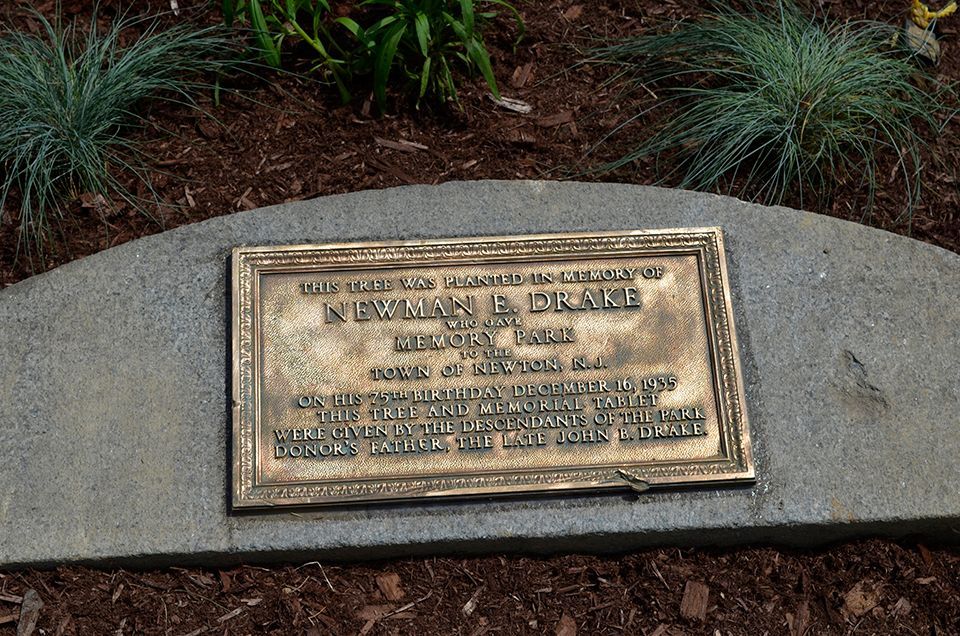 THIS TREE WAS PLANTED IN MEMORY OF
NEWMAN E. DRAKE
WHO GAVE
MEMORY PARK
TO THE
TOWN OF NEWTON, N.J.
ON HIS 75TH BIRTHDAY DECEMBER 16, 1935
THIS TREE AND MEMORIAL TABLET
WERE GIVEN BY THE DESCENDANTS OF THE PARK
DONOR'S FATHER, THE LATE JOHN B. DRAKE.